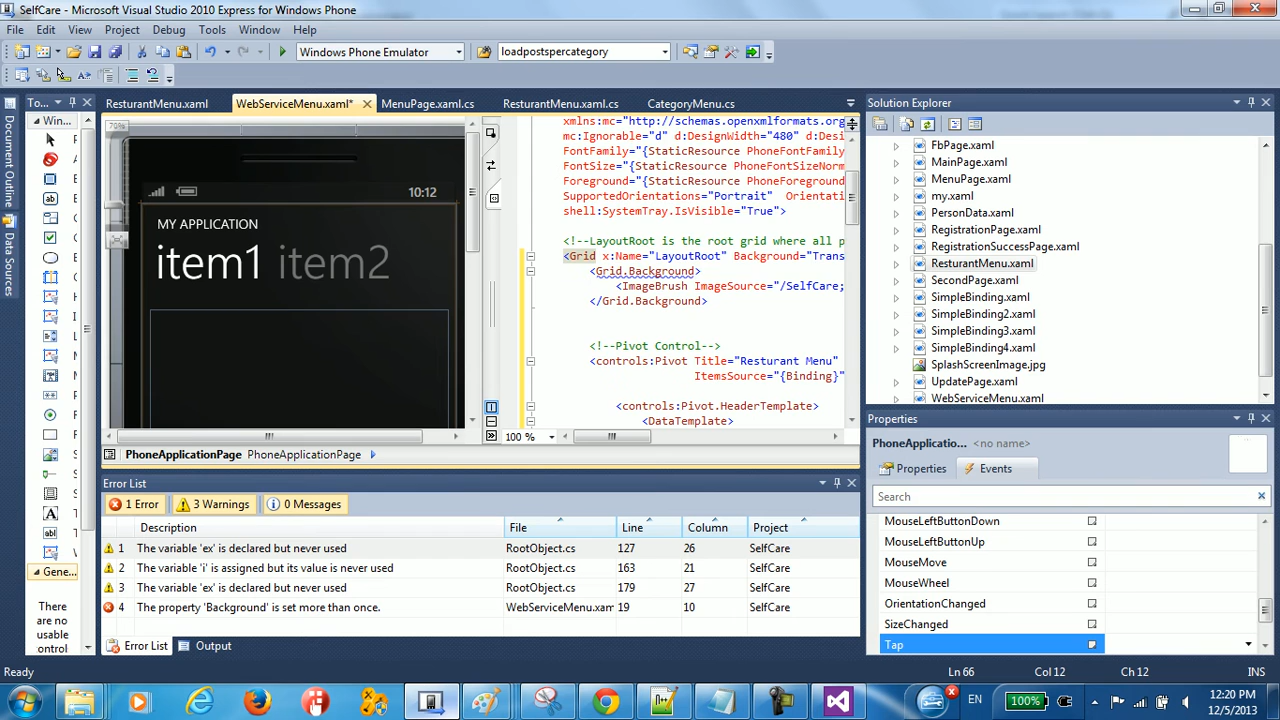 SelfCare - Microsoft Visual Studio 2010 Express for Windows Phone
File Edit View Project Debug Tools Window Help
Windows Phone Emulator loadpostspercategory
ResturantMenu.xaml WebServiceMenu.xaml* MenuPage.xaml.cs ResturantMenu.xaml.cs CategoryMenu.cs
Document Outline
Data Sources
To...
Win...
Gene...
There
are no
usable
ontrol
70%
10:12
MY APPLICATION
item1 item2
xmlns:mc="http://schemas.openxmlformats.org
mc:Ignorable="d" d:DesignWidth="480" d:Desi
FontFamily="{StaticResource PhoneFontFamily
FontSize="{StaticResource PhoneFontSizeNorm
Foreground="{StaticResource PhoneForeground
SupportedOrientations="Portrait" Orientati
shell:SystemTray.IsVisible="True">
<!--LayoutRoot is the root grid where all p
<Grid x:Name="LayoutRoot" Background="Trans
<Grid.Background>
<ImageBrush ImageSource="/SelfCare;
</Grid.Background>
<!--Pivot Control-->
<controls:Pivot Title="Resturant Menu"
ItemsSource="{Binding}"
<controls:Pivot.HeaderTemplate>
<DataTemplate>
100 %
PhoneApplicationPage PhoneApplicationPage
Error List
1 Error 3 Warnings 0 Messages
Description File Line Column Project
1 The variable 'ex' is declared but never used RootObject.cs 127 26 SelfCare
2 The variable 'i' is assigned but its value is never used RootObject.cs 163 21 SelfCare
3 The variable 'ex' is declared but never used RootObject.cs 179 27 SelfCare
4 The property 'Background' is set more than once. WebServiceMenu.xam 19 10 SelfCare
Error List Output
Solution Explorer
FbPage.xaml
MainPage.xaml
MenuPage.xaml
my.xaml
PersonData.xaml
RegistrationPage.xaml
RegistrationSuccessPage.xaml
ResturantMenu.xaml
SecondPage.xaml
SimpleBinding.xaml
SimpleBinding2.xaml
SimpleBinding3.xaml
SimpleBinding4.xaml
SplashScreenImage.jpg
UpdatePage.xaml
WebServiceMenu.xaml
Properties
PhoneApplicatio... <no name>
Properties Events
Search
MouseLeftButtonDown
MouseLeftButtonUp
MouseMove
MouseWheel
OrientationChanged
SizeChanged
Tap
Ready Ln 66 Col 12 Ch 12 INS
EN 100% 12:20 PM
12/5/2013